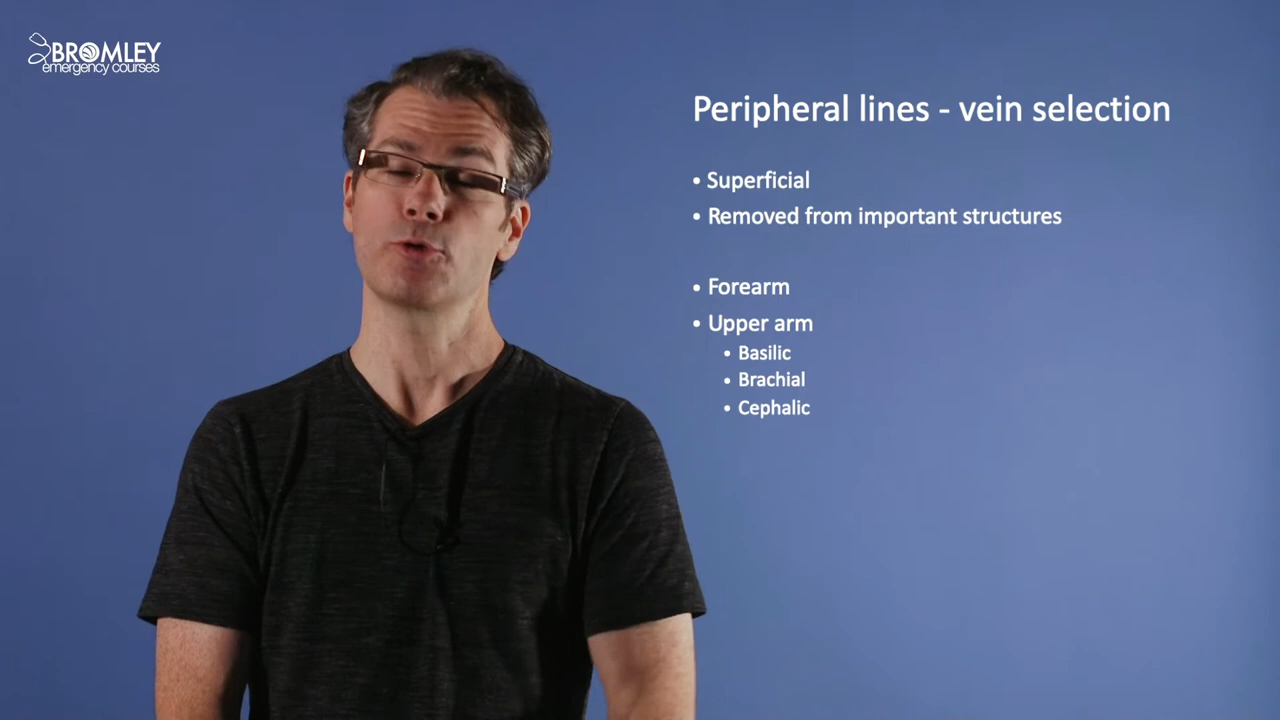 BROMLEY
emergency courses
Peripheral lines - vein selection
• Superficial
• Removed from important structures
• Forearm
• Upper arm
• Basilic
• Brachial
• Cephalic